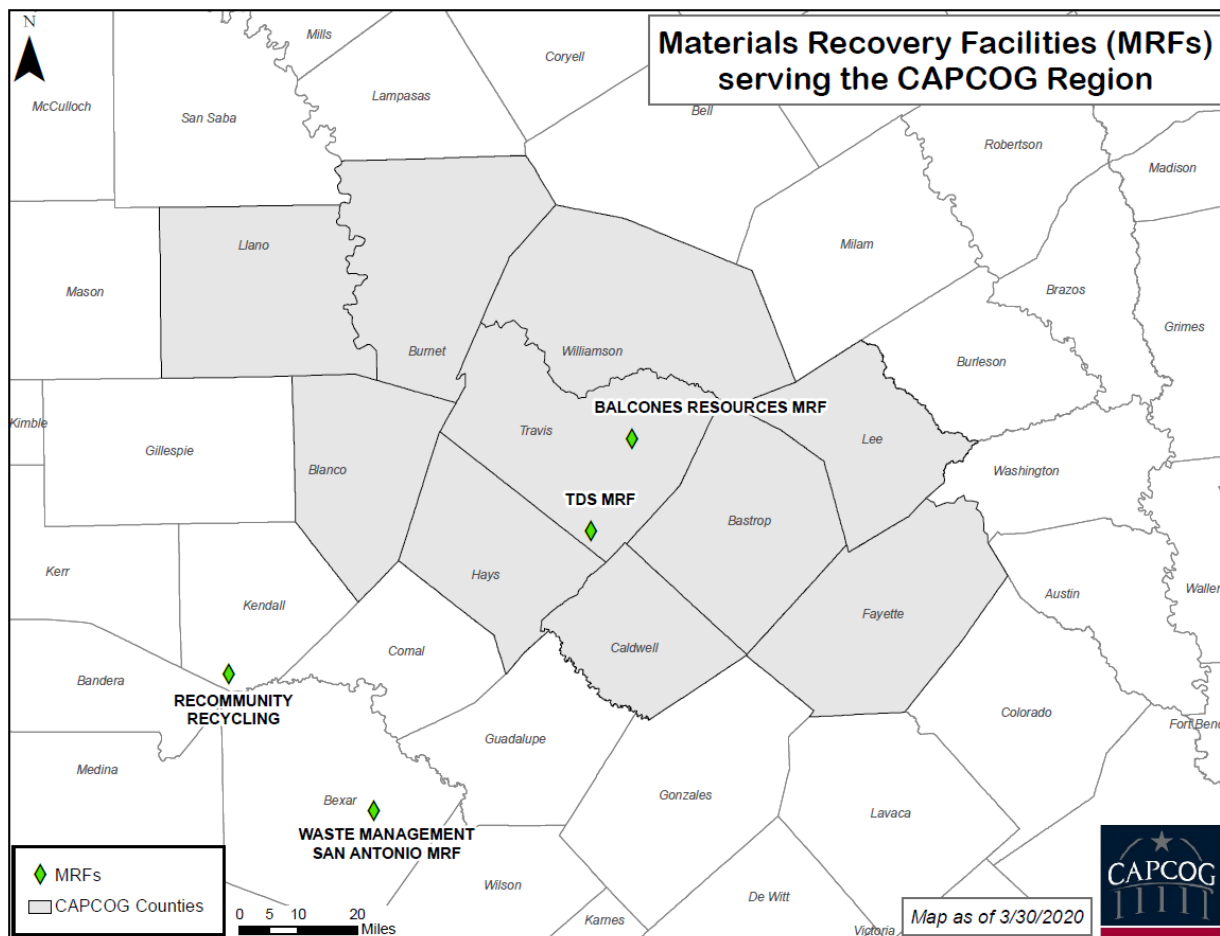 N
Materials Recovery Facilities (MRFs)
serving the CAPCOG Region
Mills
Coryell
McCulloch
Lampasas
San Saba
Bell
Robertson
Madison
Llano
Milam
Mason
Brazos
Grimes
Burnet
Williamson
Burleson
BALCONES RESOURCES MRF
Kimble
Travis
Lee
Gillespie
Blanco
Washington
TDS MRF
Bastrop
Kerr
Hays
Kendall
Austin
Waller
Fayette
Comal
Caldwell
Bandera
RECOMMUNITY
RECYCLING
Colorado
Fort Bend
Guadalupe
Medina
Gonzales
Bexar
Lavaca
WASTE MANAGEMENT
SAN ANTONIO MRF
MRFs
CAPCOG Counties
Wilson
De Witt
Karnes
Victoria
0 5 10 20
Miles
Map as of 3/30/2020
CAPCOG